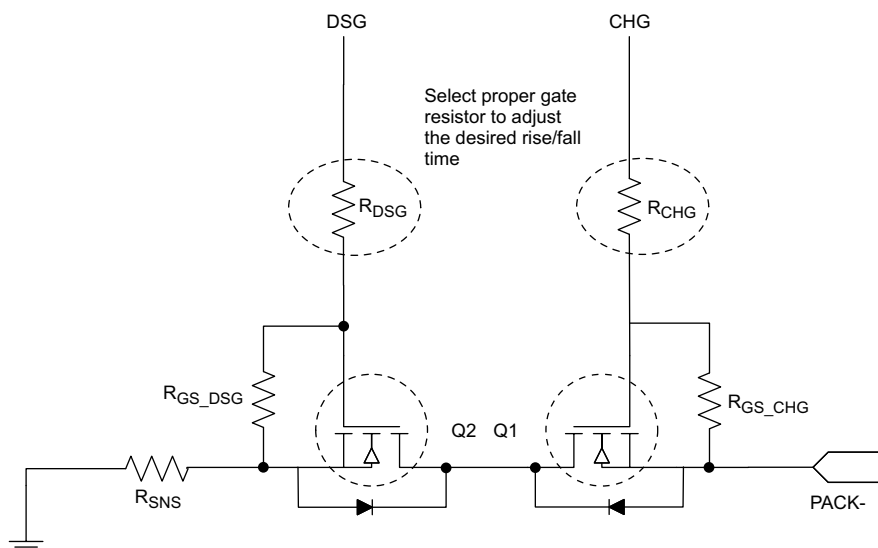 DSG
CHG
Select proper gate
resistor to adjust
the desired rise/fall
time
RDSG
RCHG
RGS_DSG
Q2
Q1
RGS_CHG
RSNS
PACK-